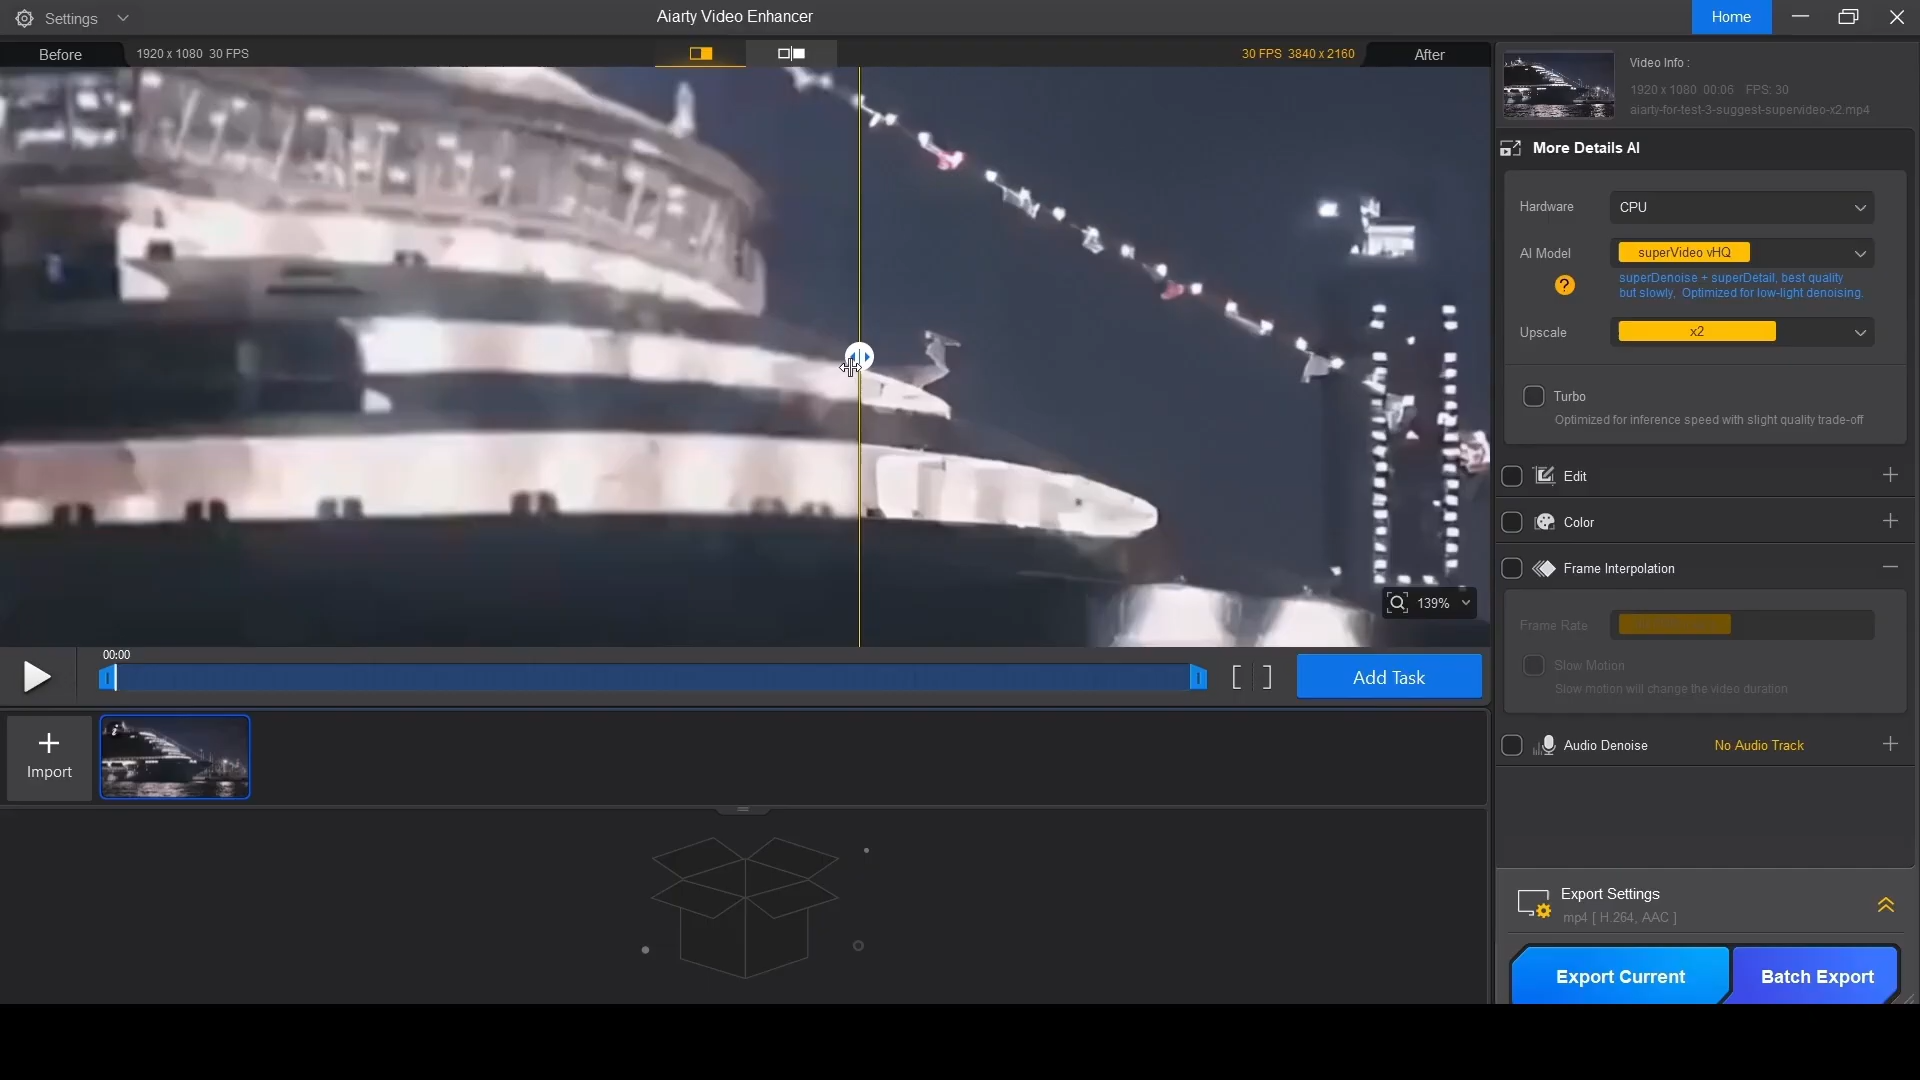 Settings
Aiarty Video Enhancer
Home
Before
1920 x 1080 30 FPS
30 FPS 3840 x 2160
After
Video Info :
1920 x 1080 00:06 FPS: 30
aiarty-for-test-3-suggest-supervideo-x2.mp4
More Details AI
Hardware
CPU
AI Model
superVideo vHQ
?
superDenoise + superDetail, best quality
but slowly, Optimized for low-light denoising.
Upscale
x2
Turbo
Optimized for inference speed with slight quality trade-off
Edit
Color
Frame Interpolation
139%
Frame Rate
00:00
Add Task
Slow Motion
Slow motion will change the video duration
Import
Audio Denoise
No Audio Track
Export Settings
mp4 [ H.264, AAC ]
Export Current
Batch Export